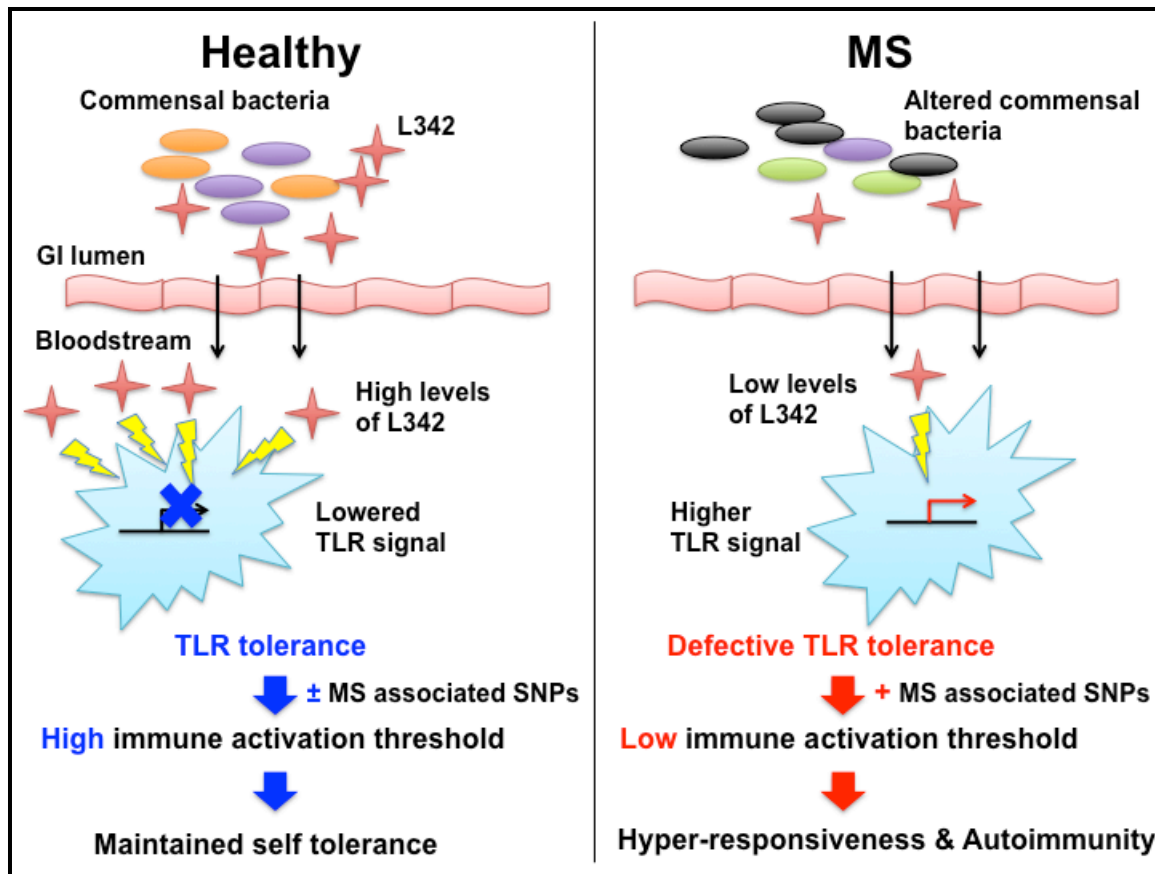 Healthy
Commensal bacteria
L342
GI lumen
Bloodstream
High levels
of L342
Lowered
TLR signal
TLR tolerance
± MS associated SNPs
High immune activation threshold
Maintained self tolerance
MS
Altered commensal
bacteria
Low levels
of L342
Higher
TLR signal
Defective TLR tolerance
+ MS associated SNPs
Low immune activation threshold
Hyper-responsiveness & Autoimmunity